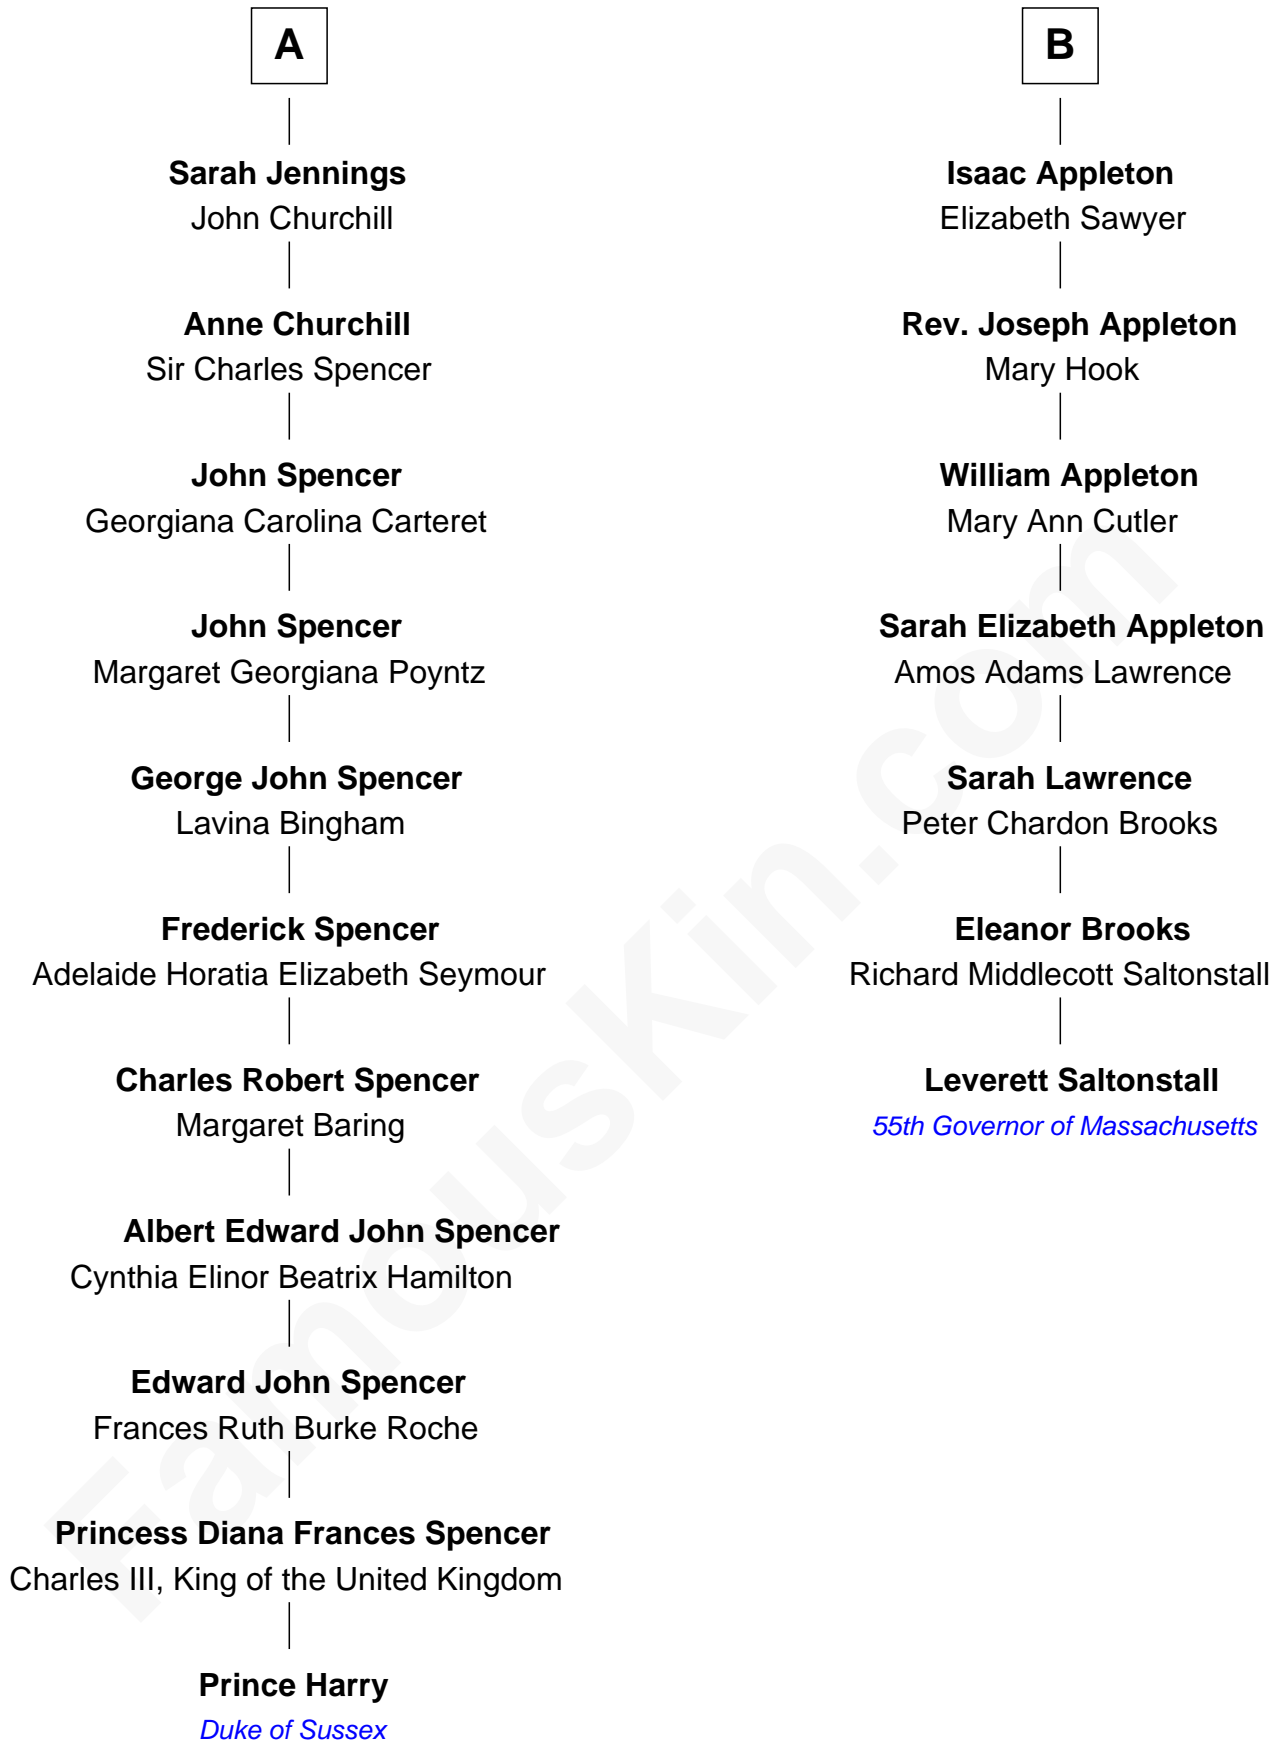 A
Sarah Jennings
John Churchill
Anne Churchill
Sir Charles Spencer
John Spencer
Georgiana Carolina Carteret
John Spencer
Margaret Georgiana Poyntz
George John Spencer
Lavina Bingham
Frederick Spencer
Adelaide Horatia Elizabeth Seymour
Charles Robert Spencer
Margaret Baring
Albert Edward John Spencer
Cynthia Elinor Beatrix Hamilton
Edward John Spencer
Frances Ruth Burke Roche
Princess Diana Frances Spencer
Charles III, King of the United Kingdom
Prince Harry
Duke of Sussex
B
Isaac Appleton
Elizabeth Sawyer
Rev. Joseph Appleton
Mary Hook
William Appleton
Mary Ann Cutler
Sarah Elizabeth Appleton
Amos Adams Lawrence
Sarah Lawrence
Peter Chardon Brooks
Eleanor Brooks
Richard Middlecott Saltonstall
Leverett Saltonstall
55th Governor of Massachusetts
FamousKin.com